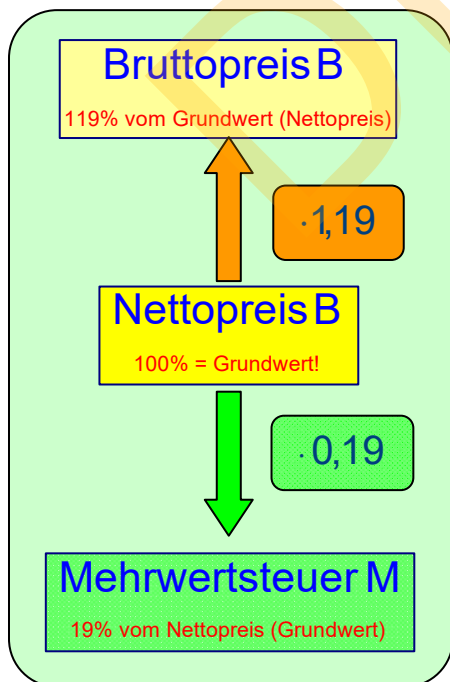 Bruttopreis B
119% vom Grundwert (Nettopreis)
·1,19
Nettopreis B
100% = Grundwert!
·0,19
Mehrwertsteuer M
19% vom Nettopreis (Grundwert)